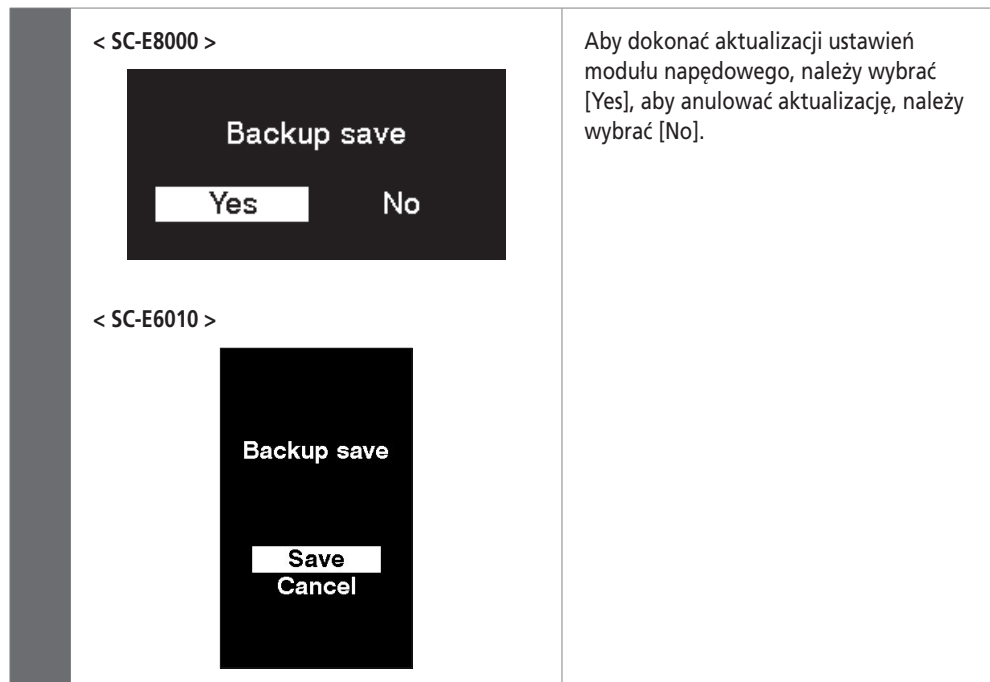 < SC-E8000 >
Backup save
Yes No
< SC-E6010 >
Backup save
Save
Cancel
Aby dokonać aktualizacji ustawień
modułu napędowego, należy wybrać
[Yes], aby anulować aktualizację, należy
wybrać [No].